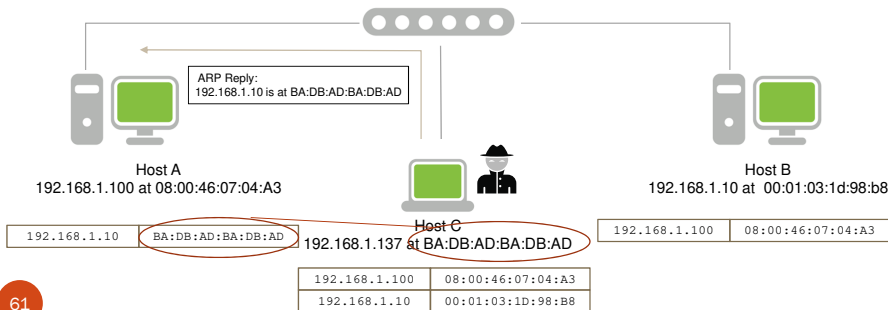 ARP Reply:
192.168.1.10 is at BA:DB:AD:BA:DB:AD
Host A
192.168.1.100 at 08:00:46:07:04:A3
Host B
192.168.1.10 at 00:01:03:1d:98:b8
192.168.1.10 BA:DB:AD:BA:DB:AD
Host C
192.168.1.137 at BA:DB:AD:BA:DB:AD
192.168.1.100 08:00:46:07:04:A3
192.168.1.100 08:00:46:07:04:A3
192.168.1.10 00:01:03:1D:98:B8
61